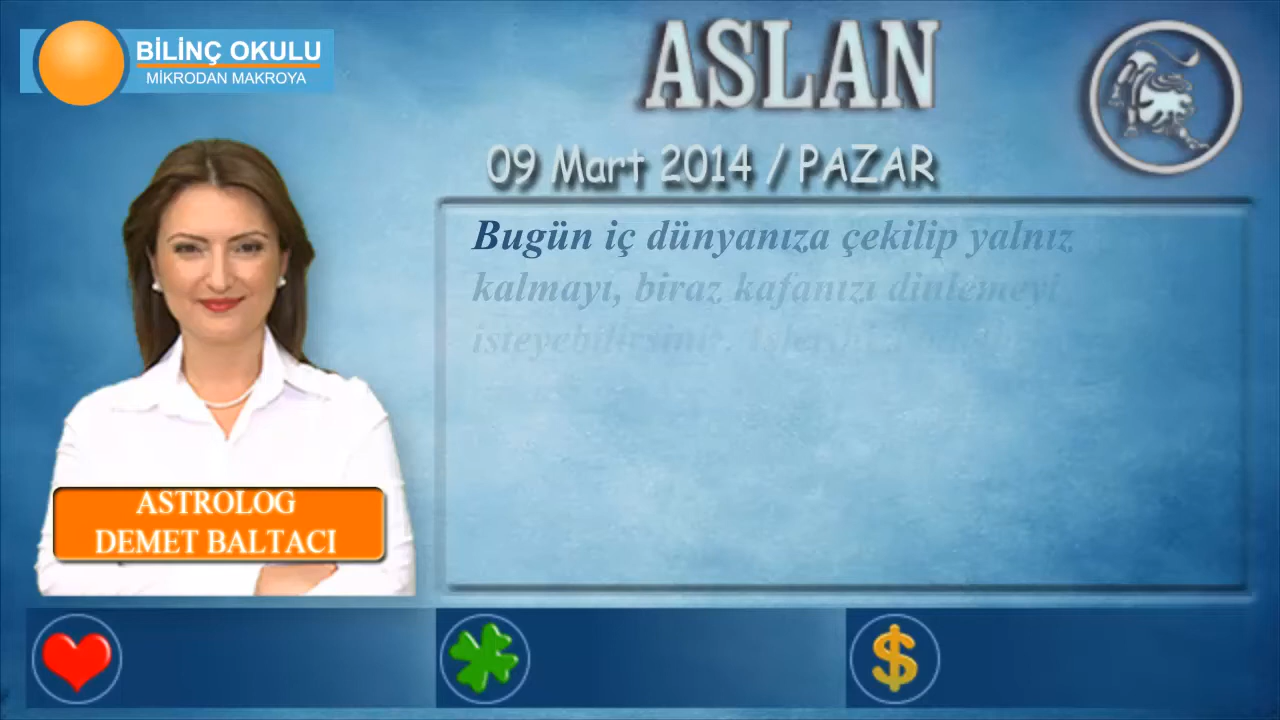 BİLİNÇ OKULU
MİKRODAN MAKROYA
ASLAN
09 Mart 2014 / PAZAR
Bugün iç dünyanıza çekilip yalnız
kalmayı, biraz kafanızı dinlemeyi
isteyebilirsiniz.
ASTROLOG
DEMET BALTACI